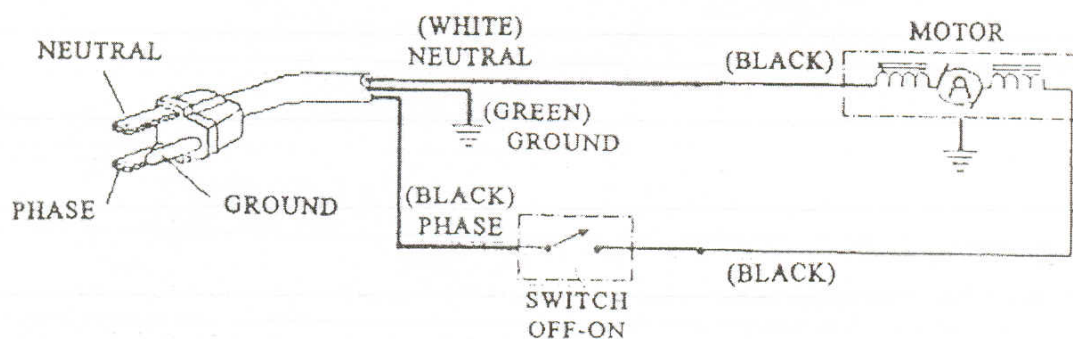 NEUTRAL
PHASE
GROUND
(WHITE)
NEUTRAL
(GREEN)
GROUND
(BLACK)
PHASE
SWITCH
OFF-ON
(BLACK)
MOTOR
A
(BLACK)